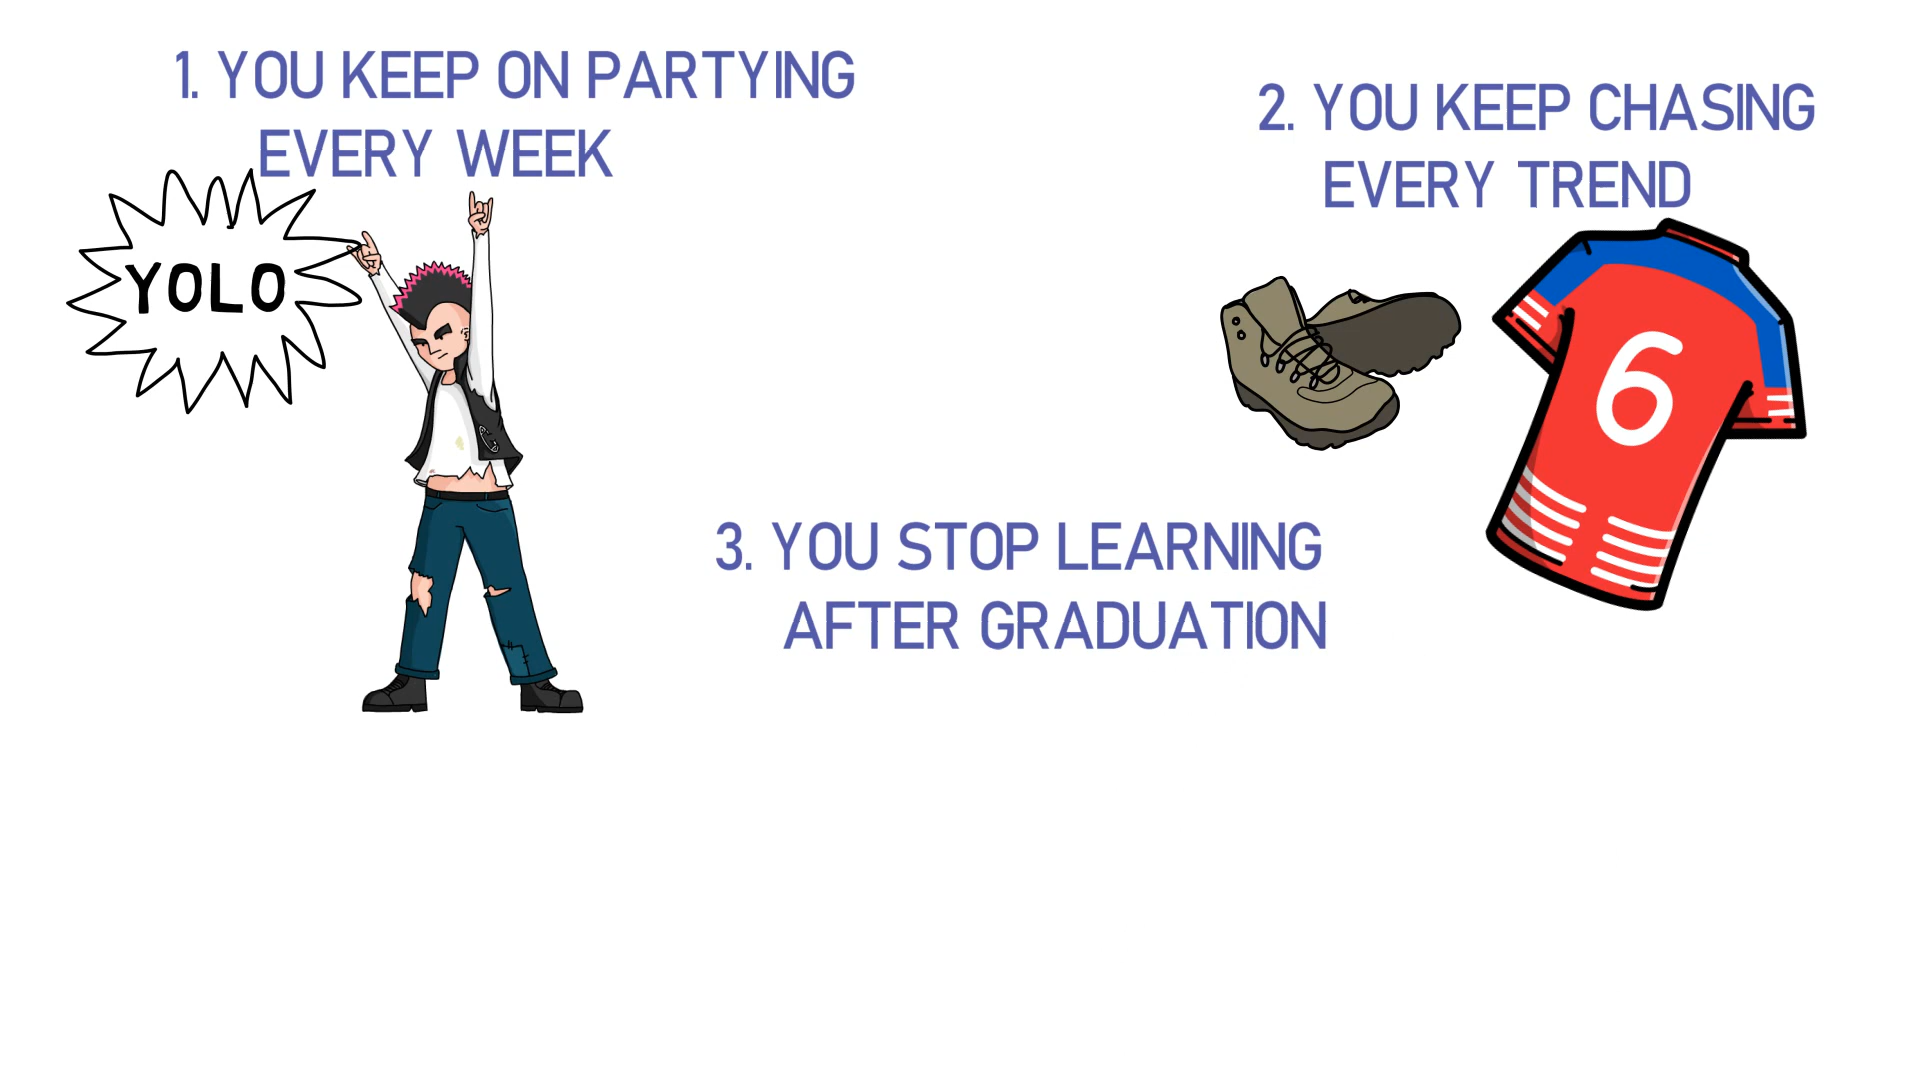 1. YOU KEEP ON PARTYING
EVERY WEEK
YOLO
2. YOU KEEP CHASING
EVERY TREND
6
3. YOU STOP LEARNING
AFTER GRADUATION